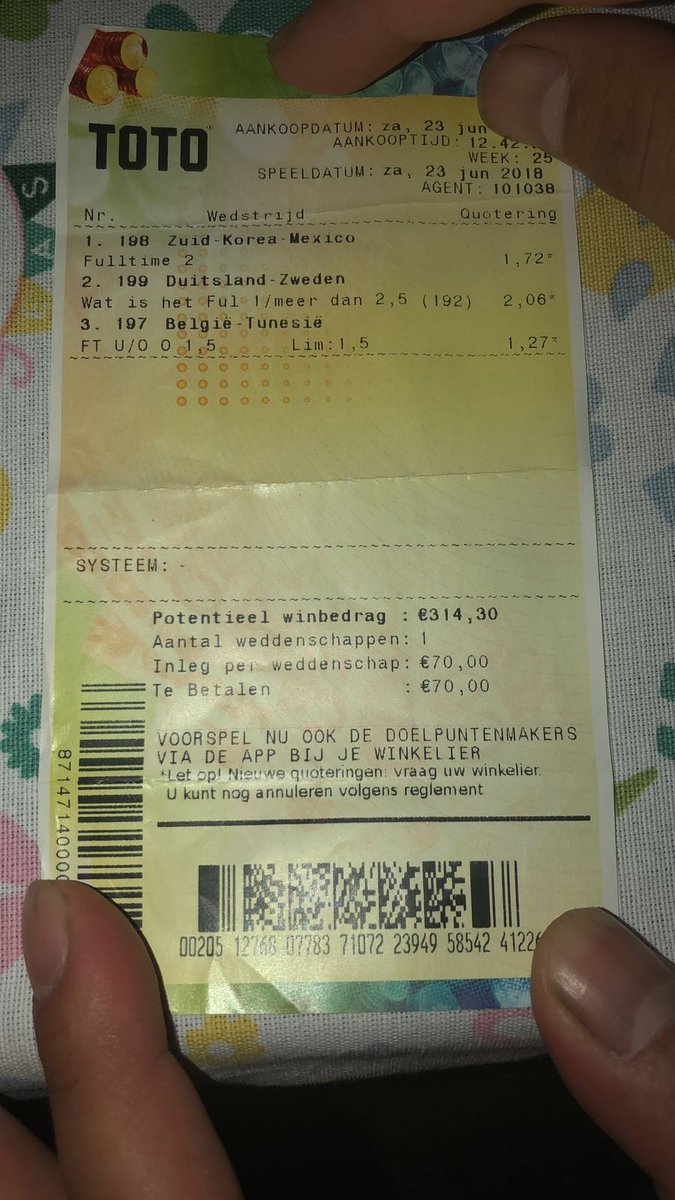 TOTO
AANKOOPDATUM: za, 23 jun
AANKOOPTIJD: 12.42
WEEK: 25
SPEELDATUM: za, 23 jun 2018
AGENT: 101038
Nr. Wedstrijd Quotering
1. 198 Zuid-Korea-Mexico
Fulltime 2 1,72*
2. 199 Duitsland-Zweden
Wat is het Ful 1/meer dan 2,5 (192) 2,06*
3. 197 België-Tunesië
FT U/O O 1,5 Lim:1,5 1,27*
SYSTEEM: -
Potentieel winbedrag : €314,30
Aantal weddenschappen: 1
Inleg per weddenschap: €70,00
Te Betalen : €70,00
VOORSPEL NU OOK DE DOELPUNTENMAKERS
VIA DE APP BIJ JE WINKELIER
*Let op! Nieuwe quoteringen: vraag uw winkelier.
U kunt nog annuleren volgens reglement
87147140000
00205 12768 07783 71072 23949 58542 41226
S
A